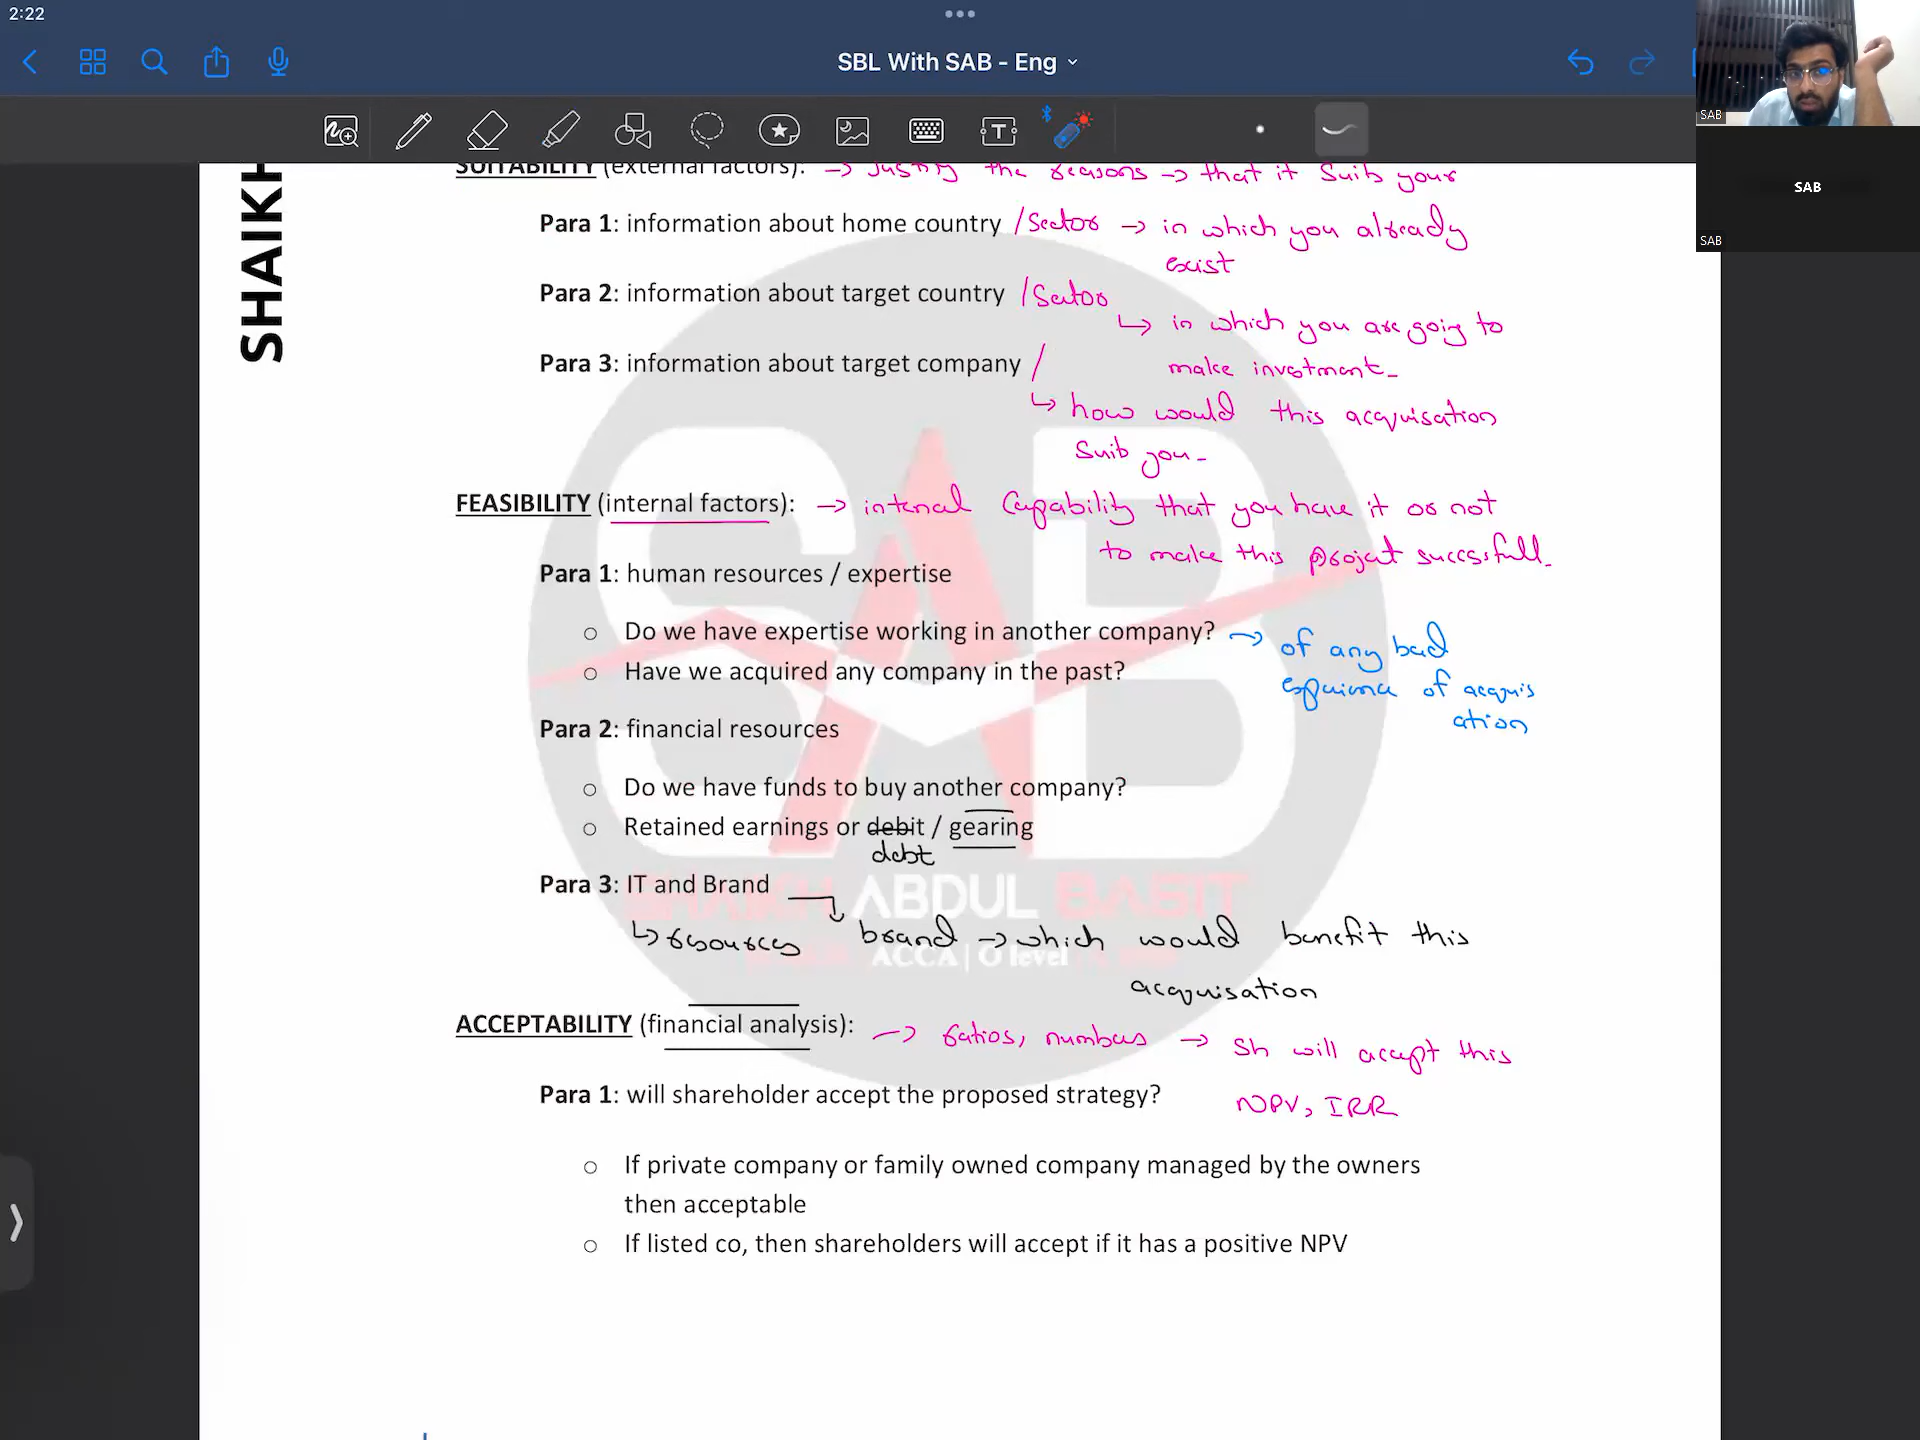 2:22
SBL With SAB - Eng
SAB
SAB
SAB
SHAIKH
SUITABILITY (external factors): → Justify the reasons → that it Suits your
Para 1: information about home country /Sector → in which you already
exist
Para 2: information about target country /Sector
↳ in which you are going to
make investment-
Para 3: information about target company /
↳ how would this acquisation
Suit you-
FEASIBILITY (internal factors): → internal Capability that you have it or not
to make this project succssfull-
Para 1: human resources / expertise
○ Do we have expertise working in another company? → of any bad
of acquis
ation
○ Have we acquired any company in the past?
Para 2: financial resources
○ Do we have funds to buy another company?
○ Retained earnings or debit / gearing
debt
Para 3: IT and Brand
↳ resources brand → which would benefit this
acquisation
SHAIKH ABDUL BASIT
ACCA | O level
ACCEPTABILITY (financial analysis): → ratios, numbers → Sh will accept this
NPV, IRR
Para 1: will shareholder accept the proposed strategy?
○ If private company or family owned company managed by the owners
then acceptable
○ If listed co, then shareholders will accept if it has a positive NPV